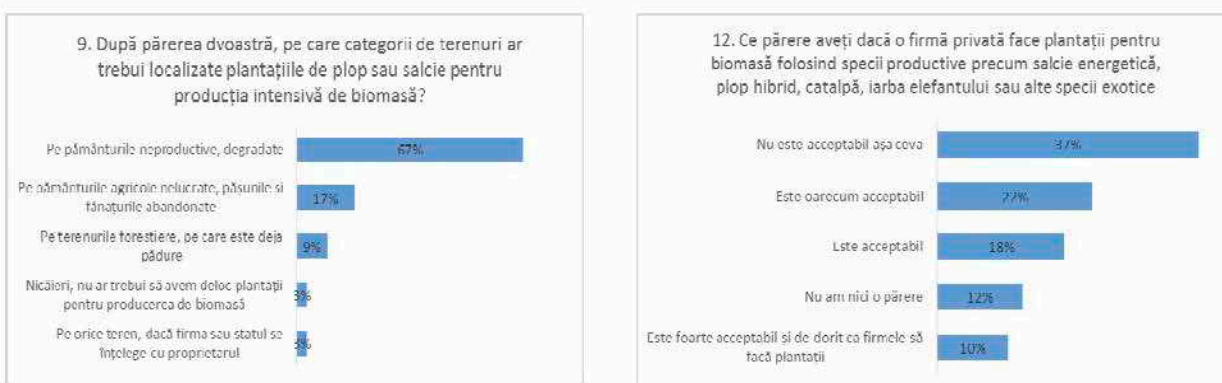 9. După părerea dvoastră, pe care categorii de terenuri ar
trebui localizate plantațiile de plop sau salcie pentru
producția intensivă de biomasă?
Pe pământurile neproductive, degradate
67%
Pe pământurile agricole nelucrate, pășunile și
fânațurile abandonate
17%
Pe terenurile forestiere, pe care este deja
pădure
9%
Nicăieri, nu ar trebui să avem deloc plantații
pentru producerea de biomasă
3%
Pe orice teren, dacă firma sau statul se
înțelege cu proprietarul
3%
12. Ce părere aveți dacă o firmă privată face plantații pentru
biomasă folosind specii productive precum salcie energetică,
plop hibrid, catalpă, iarba elefantului sau alte specii exotice
Nu este acceptabil așa ceva
37%
Este oarecum acceptabil
22%
Este acceptabil
18%
Nu am nici o părere
12%
Este foarte acceptabil și de dorit ca firmele să
facă plantații
10%